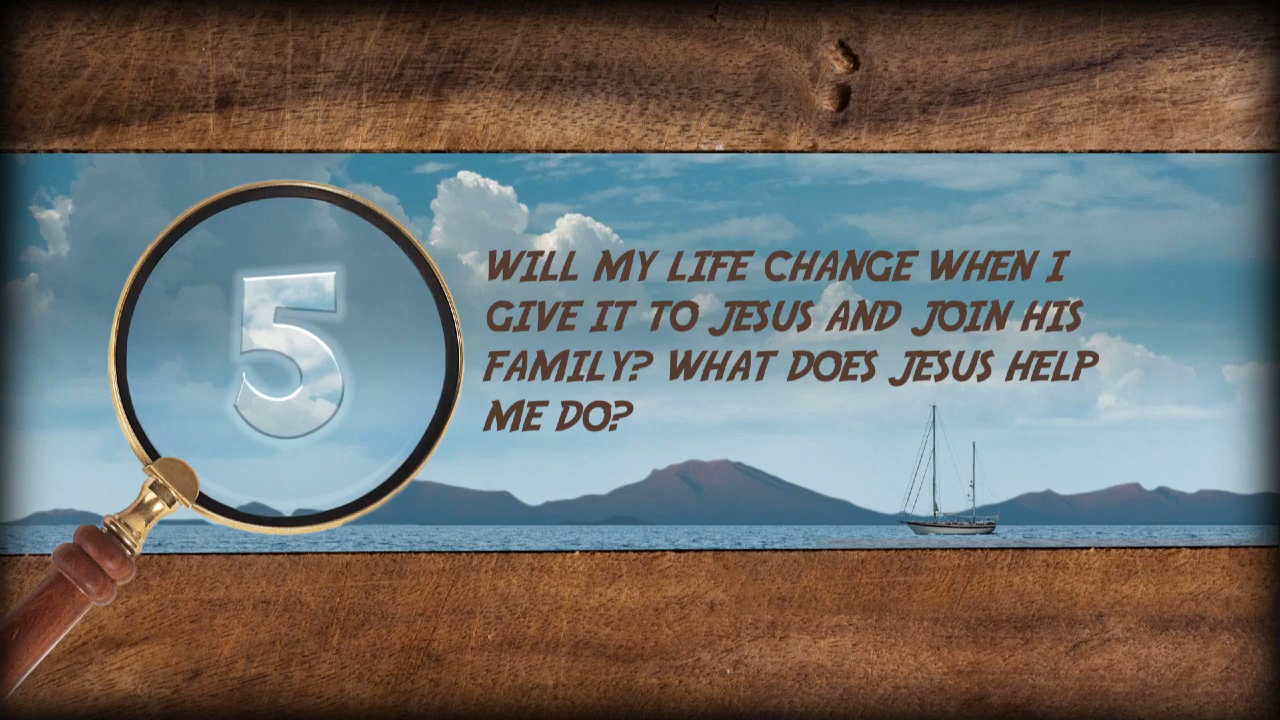 5
WILL MY LIFE CHANGE WHEN I
GIVE IT TO JESUS AND JOIN HIS
FAMILY? WHAT DOES JESUS HELP
ME DO?